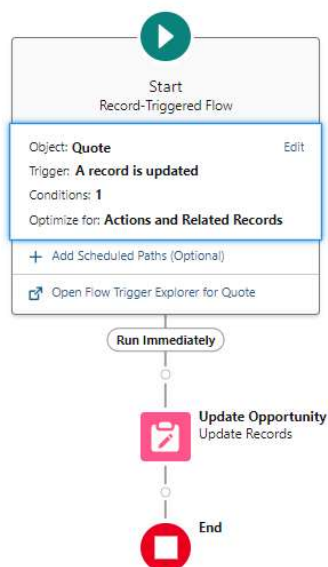 Start
Record-Triggered Flow
Object: Quote Edit
Trigger: A record is updated
Conditions: 1
Optimize for: Actions and Related Records
+ Add Scheduled Paths (Optional)
Open Flow Trigger Explorer for Quote
Run Immediately
Update Opportunity
Update Records
End